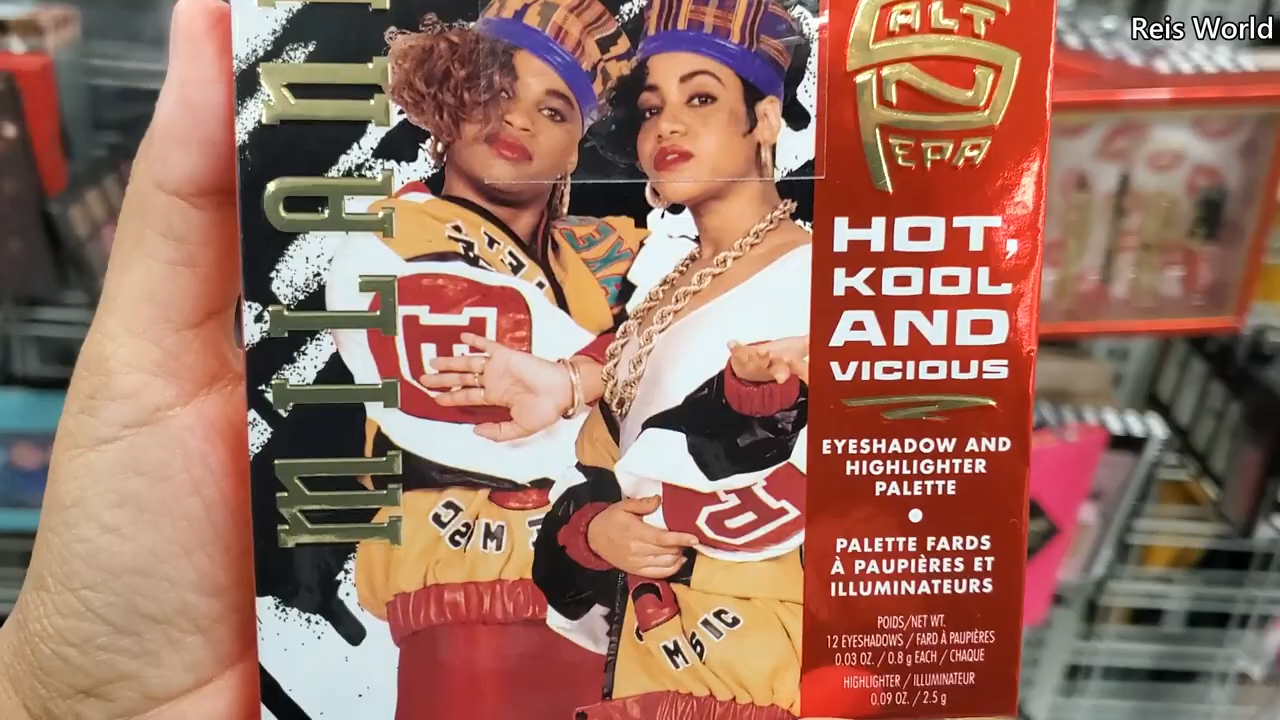 Reis World
MILANI
SALT
N
PEPA
HOT,
KOOL
AND
VICIOUS
EYESHADOW AND
HIGHLIGHTER
PALETTE
•
PALETTE FARDS
À PAUPIÈRES ET
ILLUMINATEURS
POIDS/NET WT.
12 EYESHADOWS / FARD À PAUPIÈRES
0.03 OZ. / 0.8 g EACH / CHAQUE
HIGHLIGHTER / ILLUMINATEUR
0.09 OZ. / 2.5 g
E
R